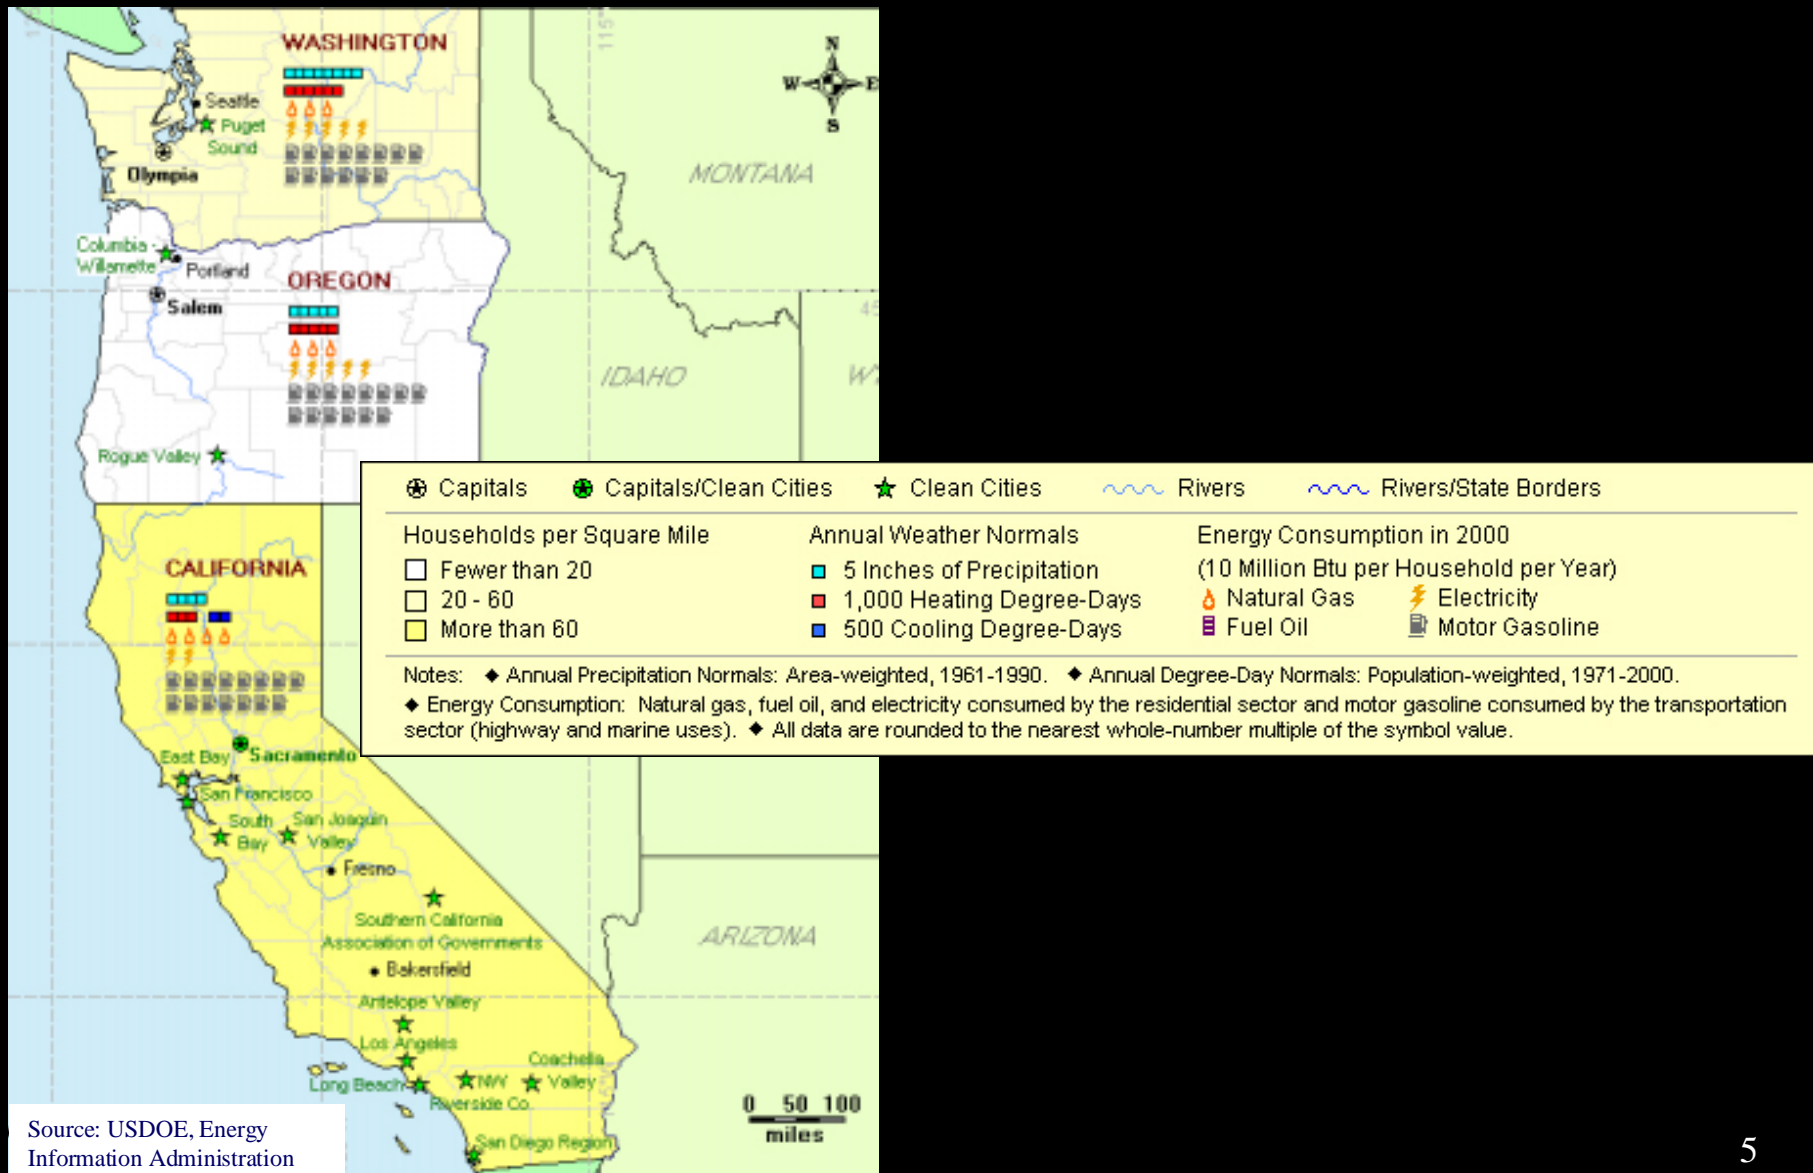 WASHINGTON
Seattle
Puget
Sound
Olympia
115°
N
W E
S
MONTANA
Columbia -
Willamette
Portland
Salem
OREGON
45
IDAHO
Rogue Valley
Capitals Capitals/Clean Cities Clean Cities Rivers Rivers/State Borders
Households per Square Mile Annual Weather Normals Energy Consumption in 2000
Fewer than 20 5 Inches of Precipitation (10 Million Btu per Household per Year)
20 - 60 1,000 Heating Degree-Days Natural Gas Electricity
More than 60 500 Cooling Degree-Days Fuel Oil Motor Gasoline
Notes: ◆ Annual Precipitation Normals: Area-weighted, 1961-1990. ◆ Annual Degree-Day Normals: Population-weighted, 1971-2000.
◆ Energy Consumption: Natural gas, fuel oil, and electricity consumed by the residential sector and motor gasoline consumed by the transportation
sector (highway and marine uses). ◆ All data are rounded to the nearest whole-number multiple of the symbol value.
CALIFORNIA
Sacramento
East Bay
San Francisco
South
Bay
San Joaquin
Valley
Fresno
Southern California
Association of Governments
ARIZONA
Bakersfield
Antelope Valley
Los Angeles
Long Beach
NW
Riverside Co.
Coachella
Valley
San Diego Region
0 50 100
miles
Source: USDOE, Energy
Information Administration
5